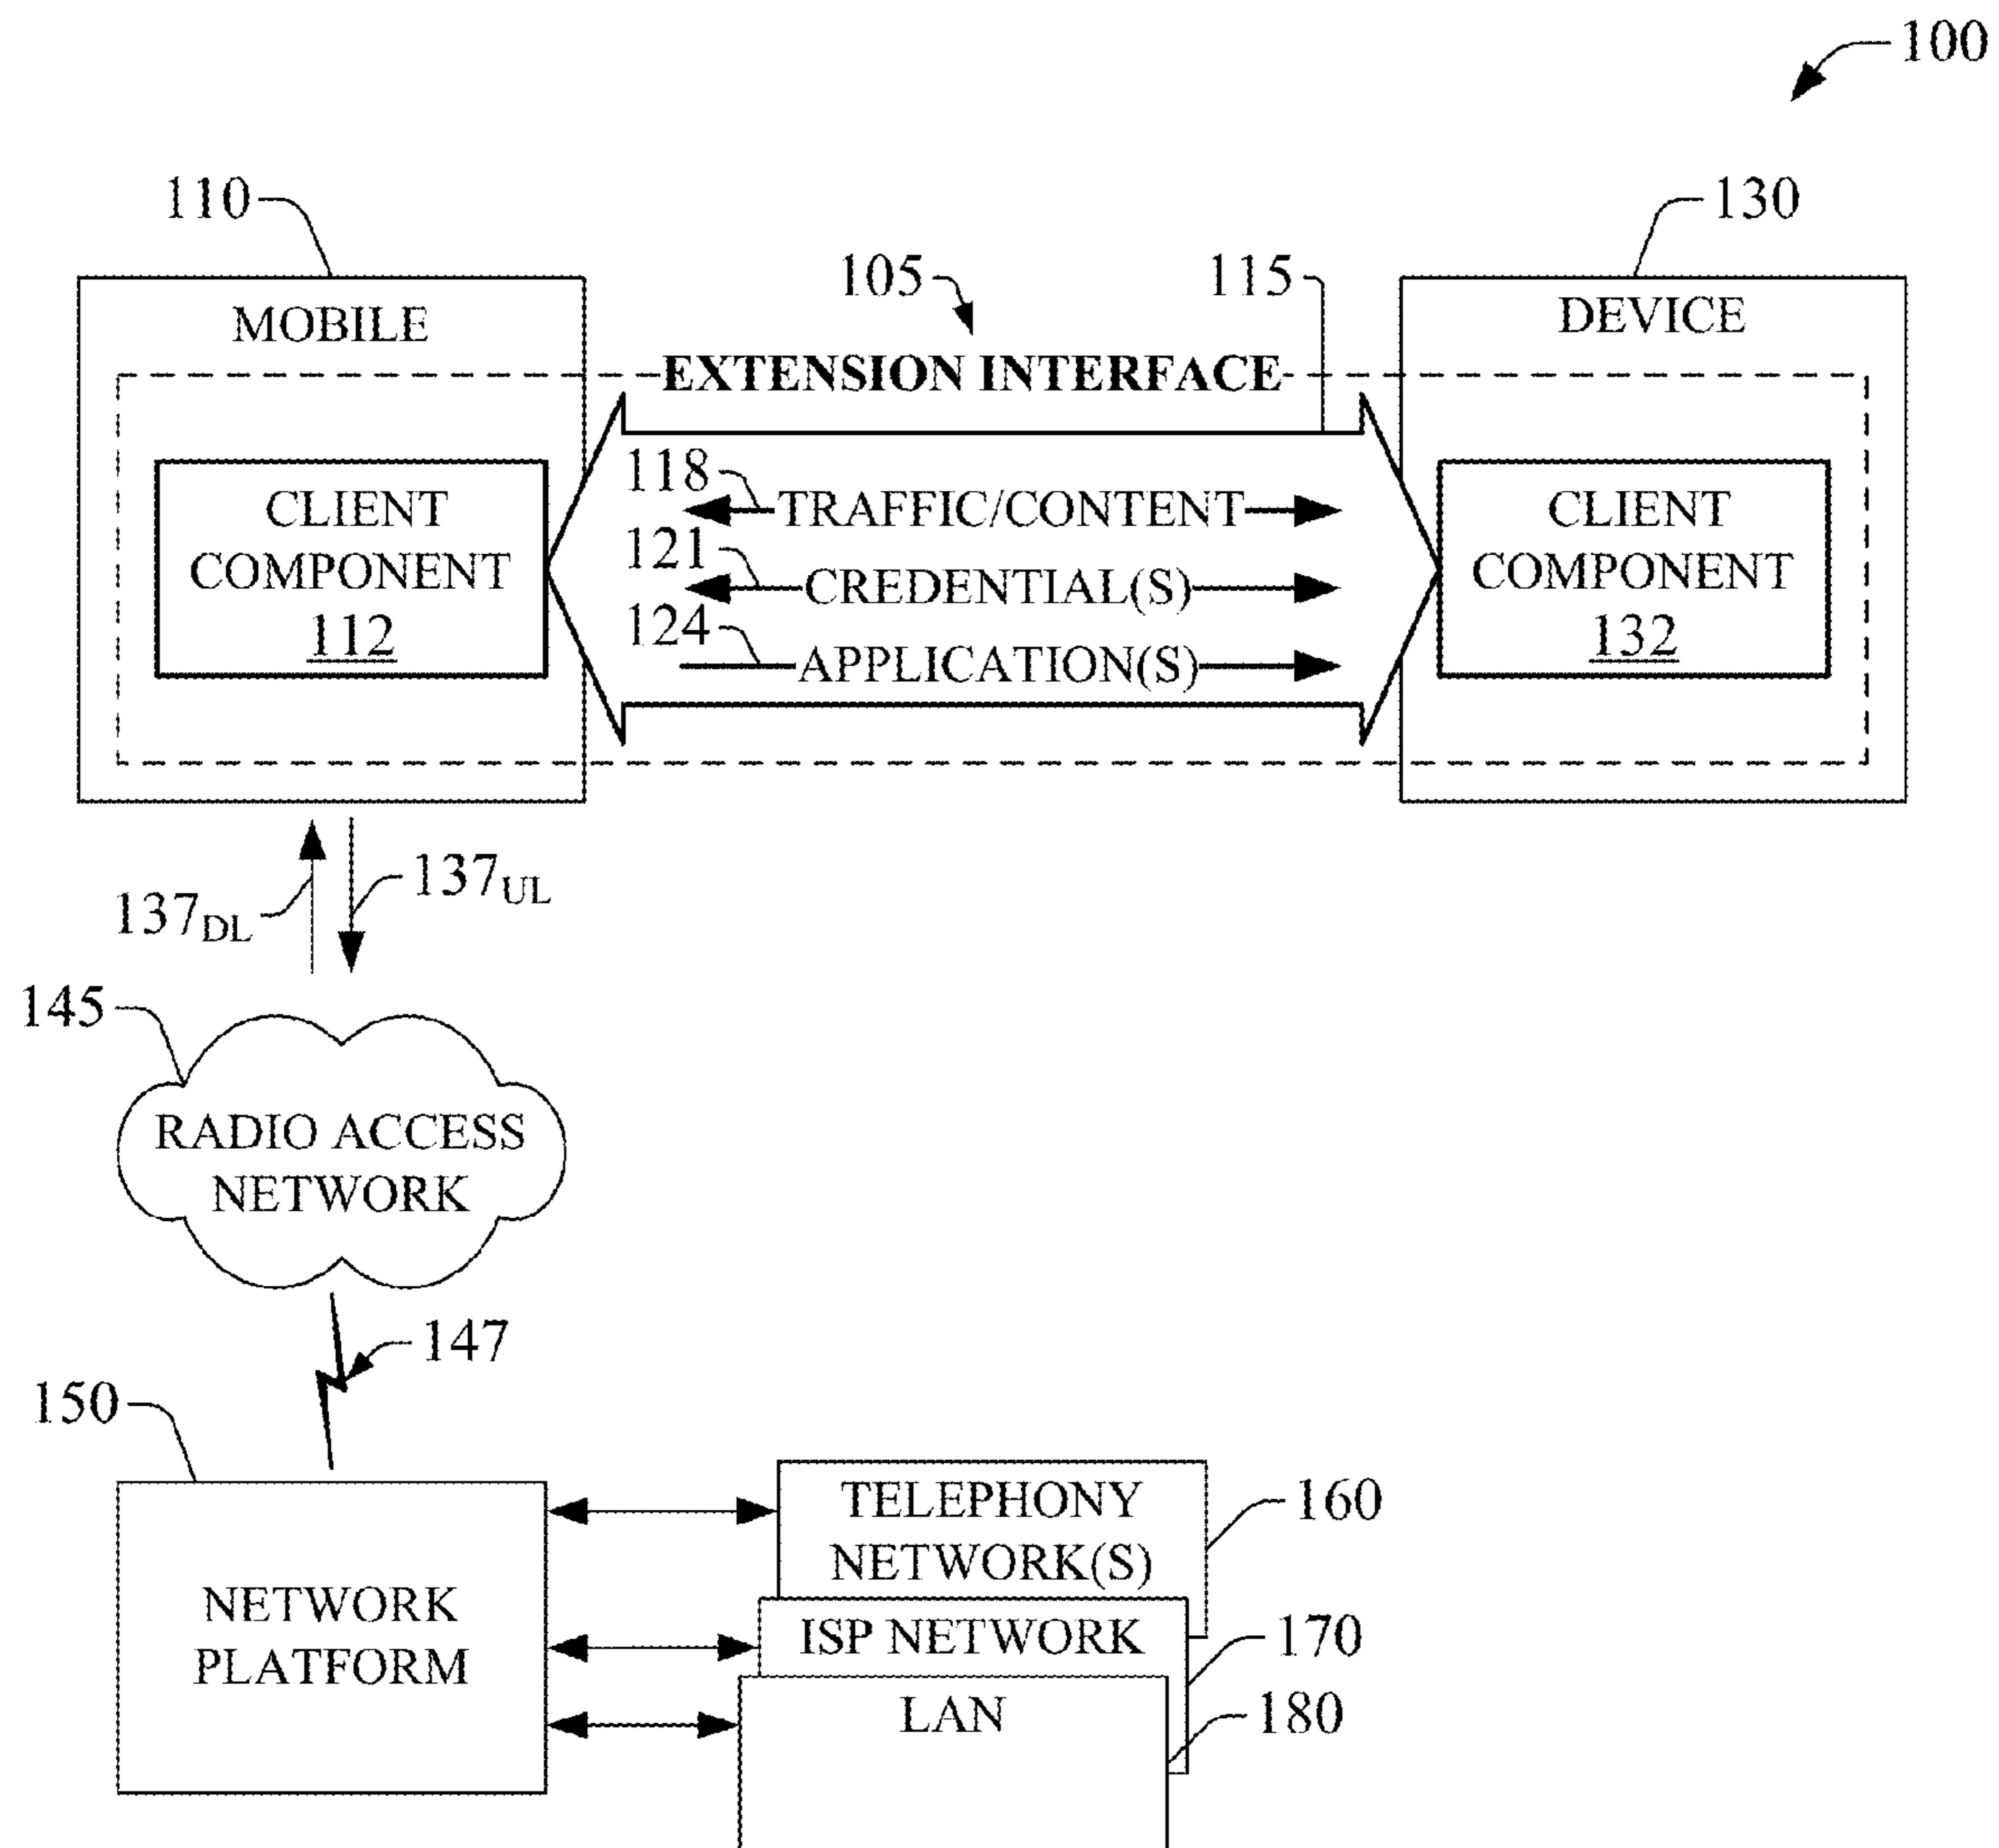 100
110
130
105
115
MOBILE
DEVICE
EXTENSION INTERFACE
118
TRAFFIC/CONTENT
121
CREDENTIAL(S)
124
APPLICATION(S)
CLIENT
COMPONENT
112
CLIENT
COMPONENT
132
137DL
137UL
145
RADIO ACCESS
NETWORK
147
150
NETWORK
PLATFORM
TELEPHONY
NETWORK(S)
160
ISP NETWORK
170
LAN
180